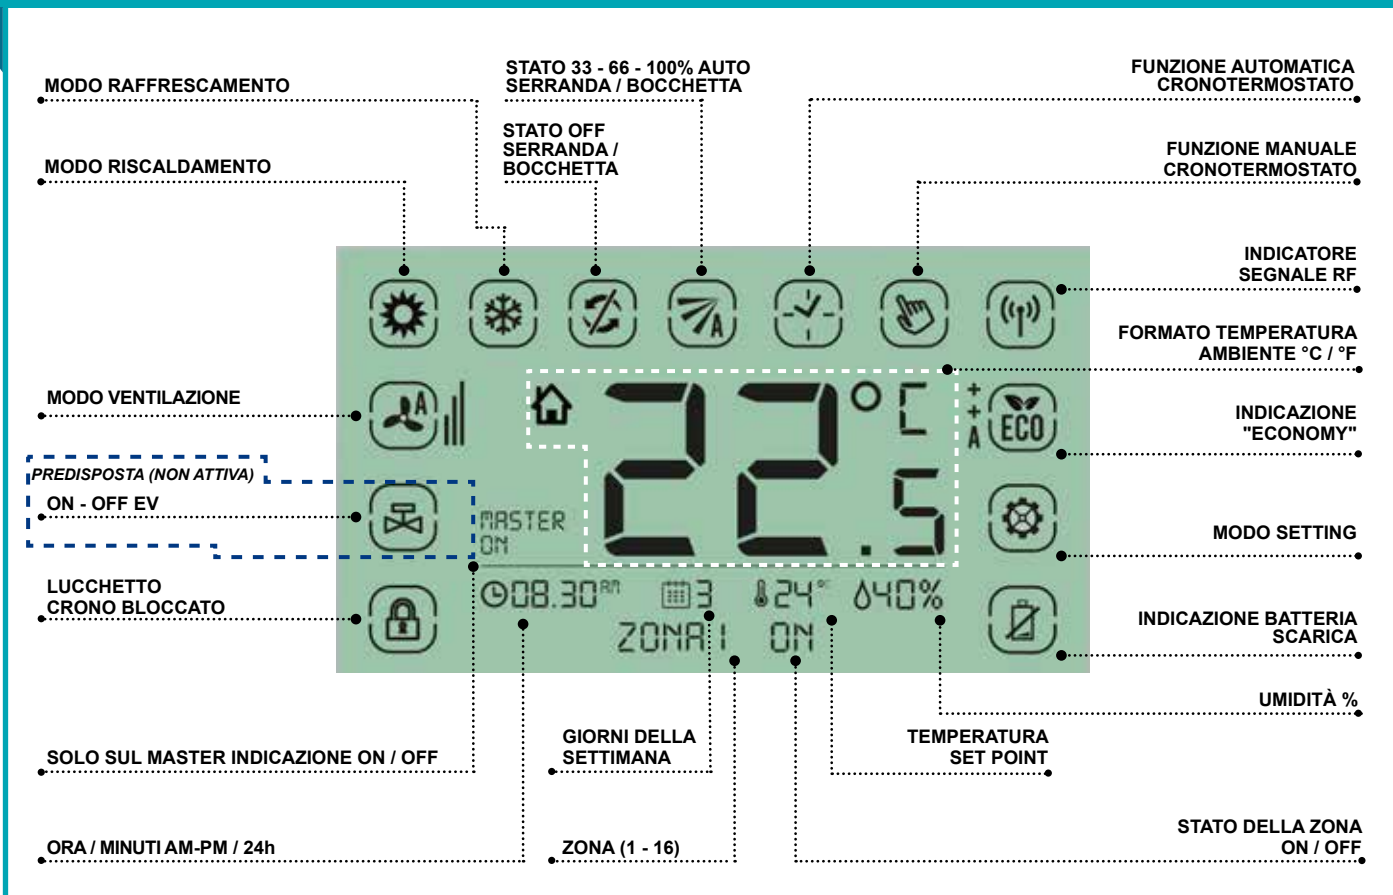 MODO RAFFRESCAMENTO
STATO 33 - 66 - 100% AUTO
SERRANDA / BOCCHETTA
FUNZIONE AUTOMATICA
CRONOTERMOSTATO
STATO OFF
SERRANDA /
BOCCHETTA
MODO RISCALDAMENTO
FUNZIONE MANUALE
CRONOTERMOSTATO
INDICATORE
SEGNALE RF
A
FORMATO TEMPERATURA
AMBIENTE °C / °F
MODO VENTILAZIONE
A
22.5 °C
+
+
A
ECO
INDICAZIONE
"ECONOMY"
PREDISPOSTA (NON ATTIVA)
ON - OFF EV
MASTER
ON
MODO SETTING
LUCCHETTO
CRONO BLOCCATO
08.30 AM 3 24°C 40%
ZONA 1 ON
INDICAZIONE BATTERIA
SCARICA
UMIDITÀ %
SOLO SUL MASTER INDICAZIONE ON / OFF
GIORNI DELLA
SETTIMANA
TEMPERATURA
SET POINT
ORA / MINUTI AM-PM / 24h
ZONA (1 - 16)
STATO DELLA ZONA
ON / OFF